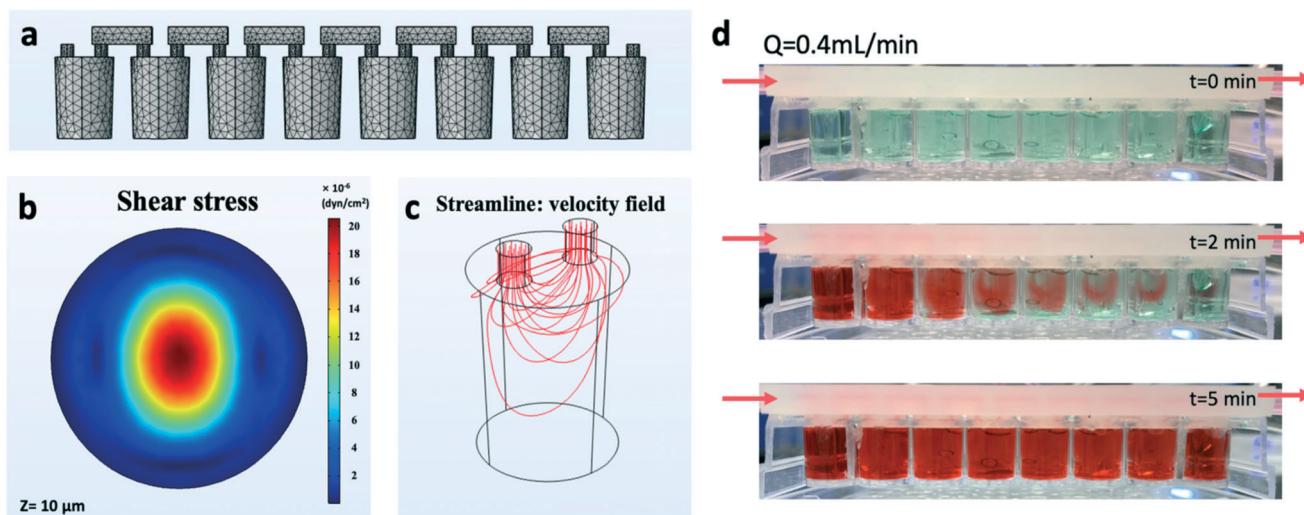 a
b
Shear stress
× 10⁻⁶
(dyn/cm²)
20
18
16
14
12
10
8
6
4
2
Z= 10 μm
c
Streamline: velocity field
d
Q=0.4mL/min
t=0 min
t=2 min
t=5 min